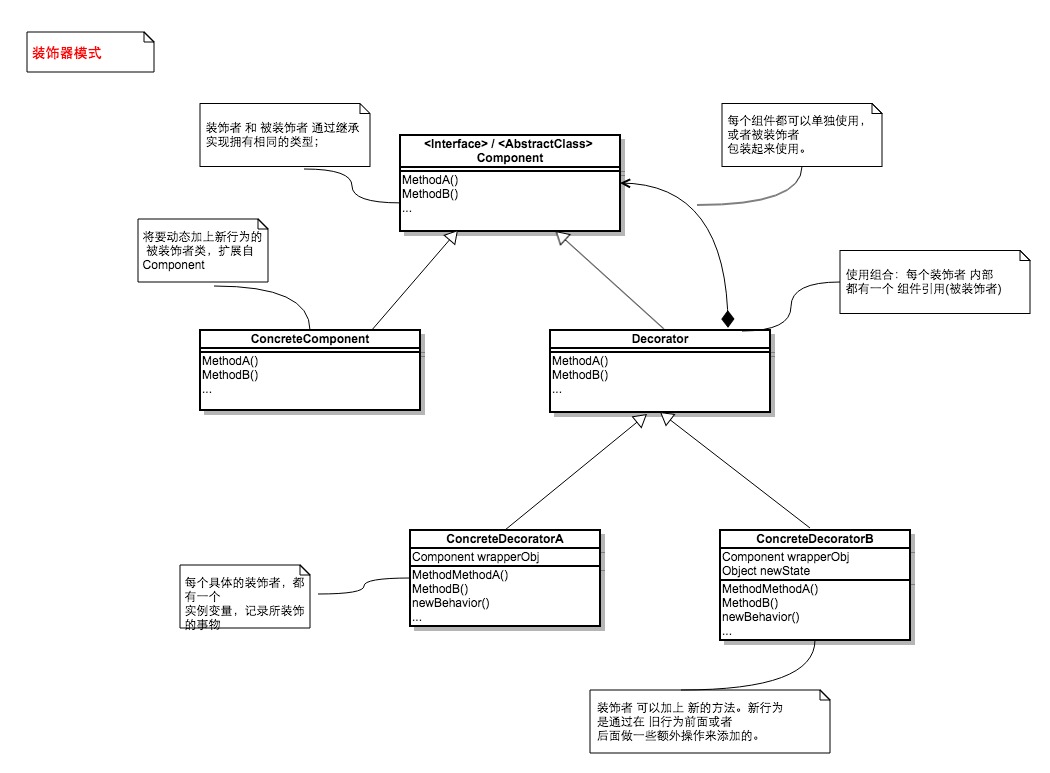 装饰器模式
装饰者 和 被装饰者 通过继承
实现拥有相同的类型；
<Interface> / <AbstractClass>
Component
MethodA()
MethodB()
...
每个组件都可以单独使用，
或者被装饰者
包装起来使用。
将要动态加上新行为的
被装饰者类，扩展自
Component
使用组合：每个装饰者 内部
都有一个 组件引用(被装饰者)
ConcreteComponent
MethodA()
MethodB()
...
Decorator
MethodA()
MethodB()
...
ConcreteDecoratorA
Component wrapperObj
MethodMethodA()
MethodB()
newBehavior()
...
ConcreteDecoratorB
Component wrapperObj
Object newState
MethodMethodA()
MethodB()
newBehavior()
...
每个具体的装饰者，都
有一个
实例变量，记录所装饰
的事物
装饰者 可以加上 新的方法。新行为
是通过在 旧行为前面或者
后面做一些额外操作来添加的。